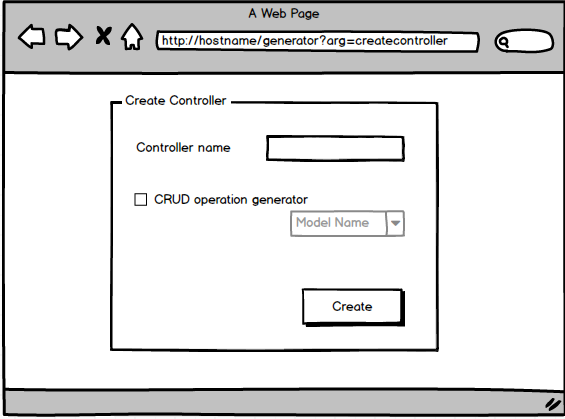 A Web Page
http://hostname/generator?arg=createcontroller
Create Controller
Controller name
CRUD operation generator
Model Name
Create